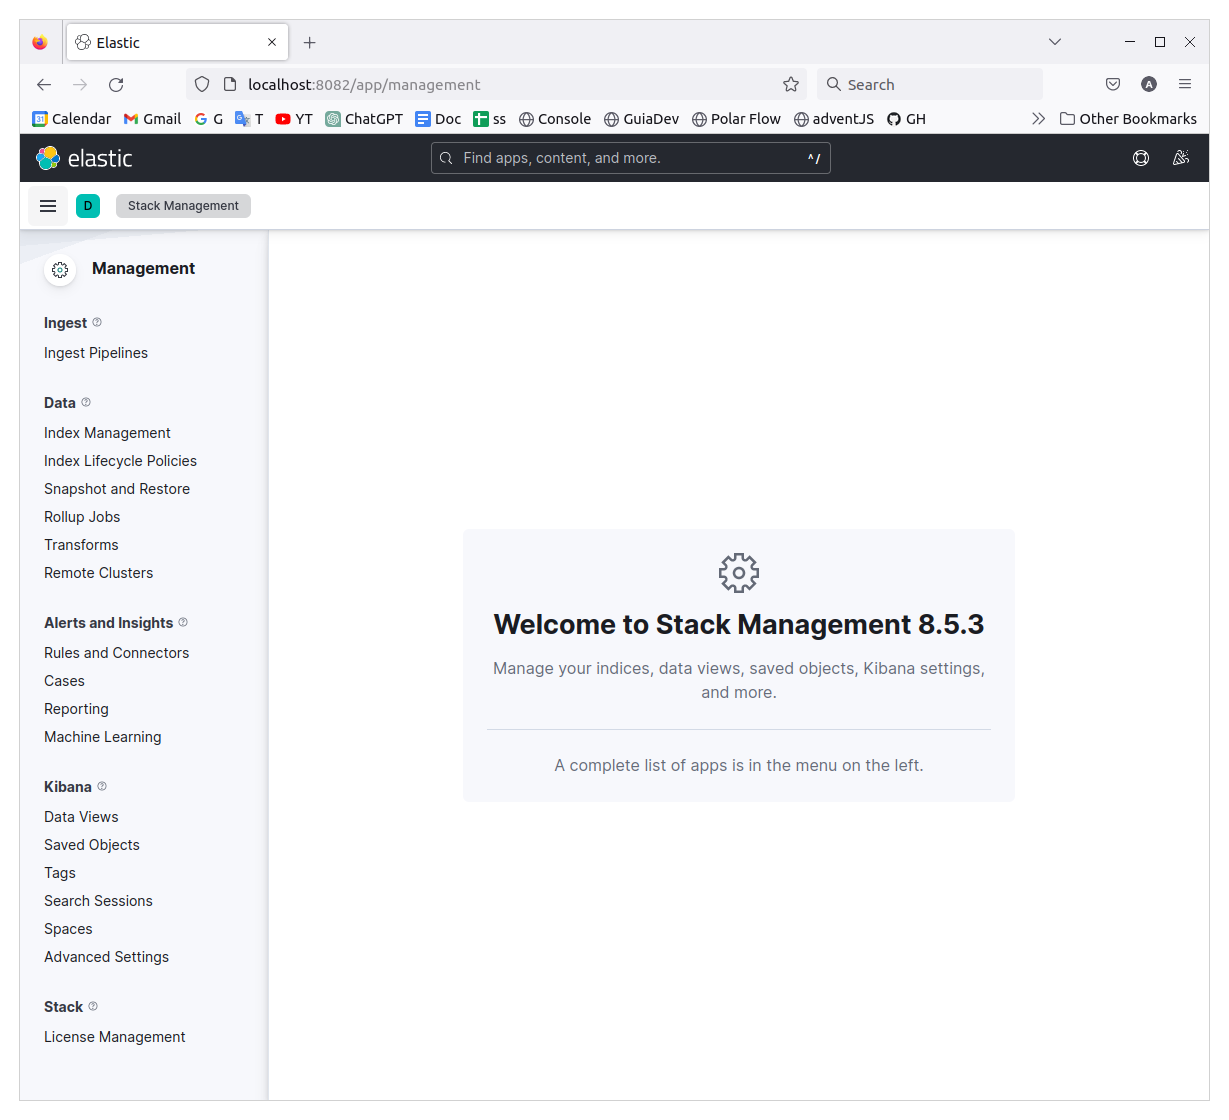 Elastic
localhost:8082/app/management
Search
A
31 Calendar
Gmail
G
T
YT
ChatGPT
Doc
ss
Console
GuiaDev
Polar Flow
adventJS
GH
Other Bookmarks
elastic
Find apps, content, and more.
^/
D
Stack Management
Management
Ingest
Ingest Pipelines
Data
Index Management
Index Lifecycle Policies
Snapshot and Restore
Rollup Jobs
Transforms
Remote Clusters
Alerts and Insights
Rules and Connectors
Cases
Reporting
Machine Learning
Kibana
Data Views
Saved Objects
Tags
Search Sessions
Spaces
Advanced Settings
Stack
License Management
Welcome to Stack Management 8.5.3
Manage your indices, data views, saved objects, Kibana settings,
and more.
A complete list of apps is in the menu on the left.